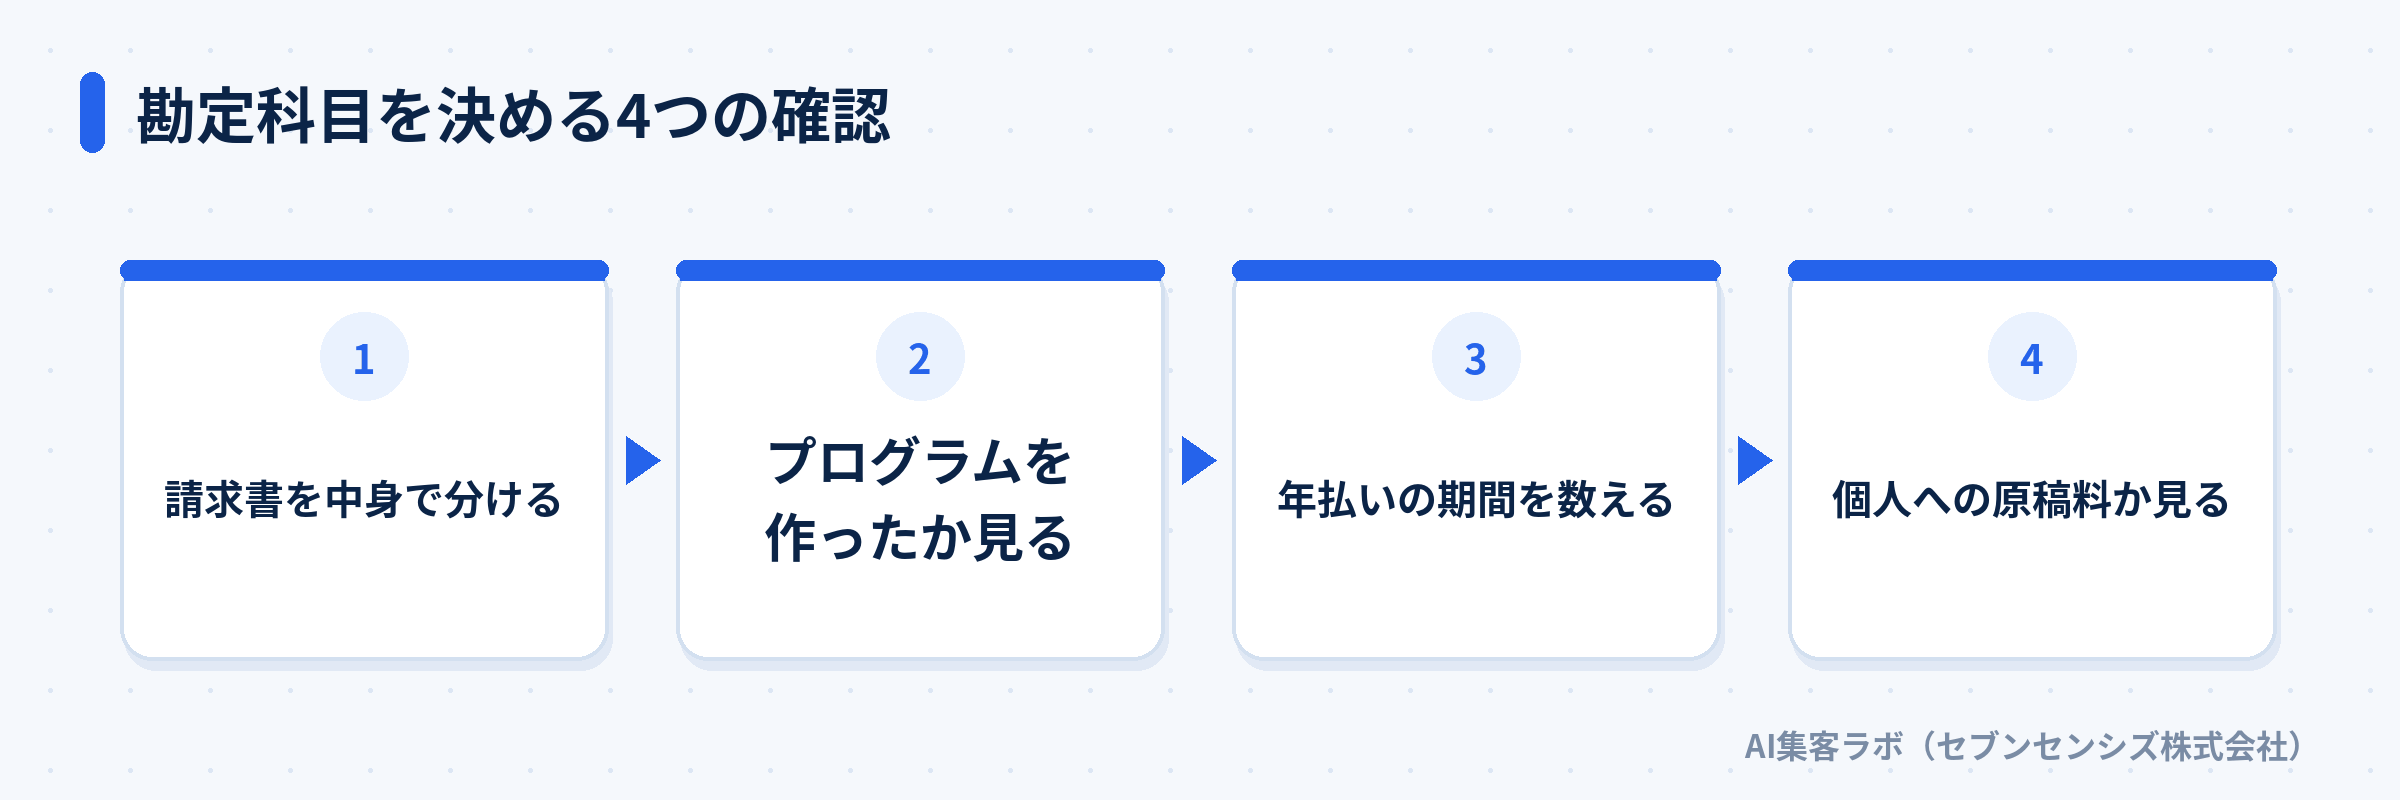 勘定科目を決める4つの確認
1
請求書を中身で分ける
2
プログラムを
作ったか見る
3
年払いの期間を数える
4
個人への原稿料か見る
AI集客ラボ（セブンセンシズ株式会社）